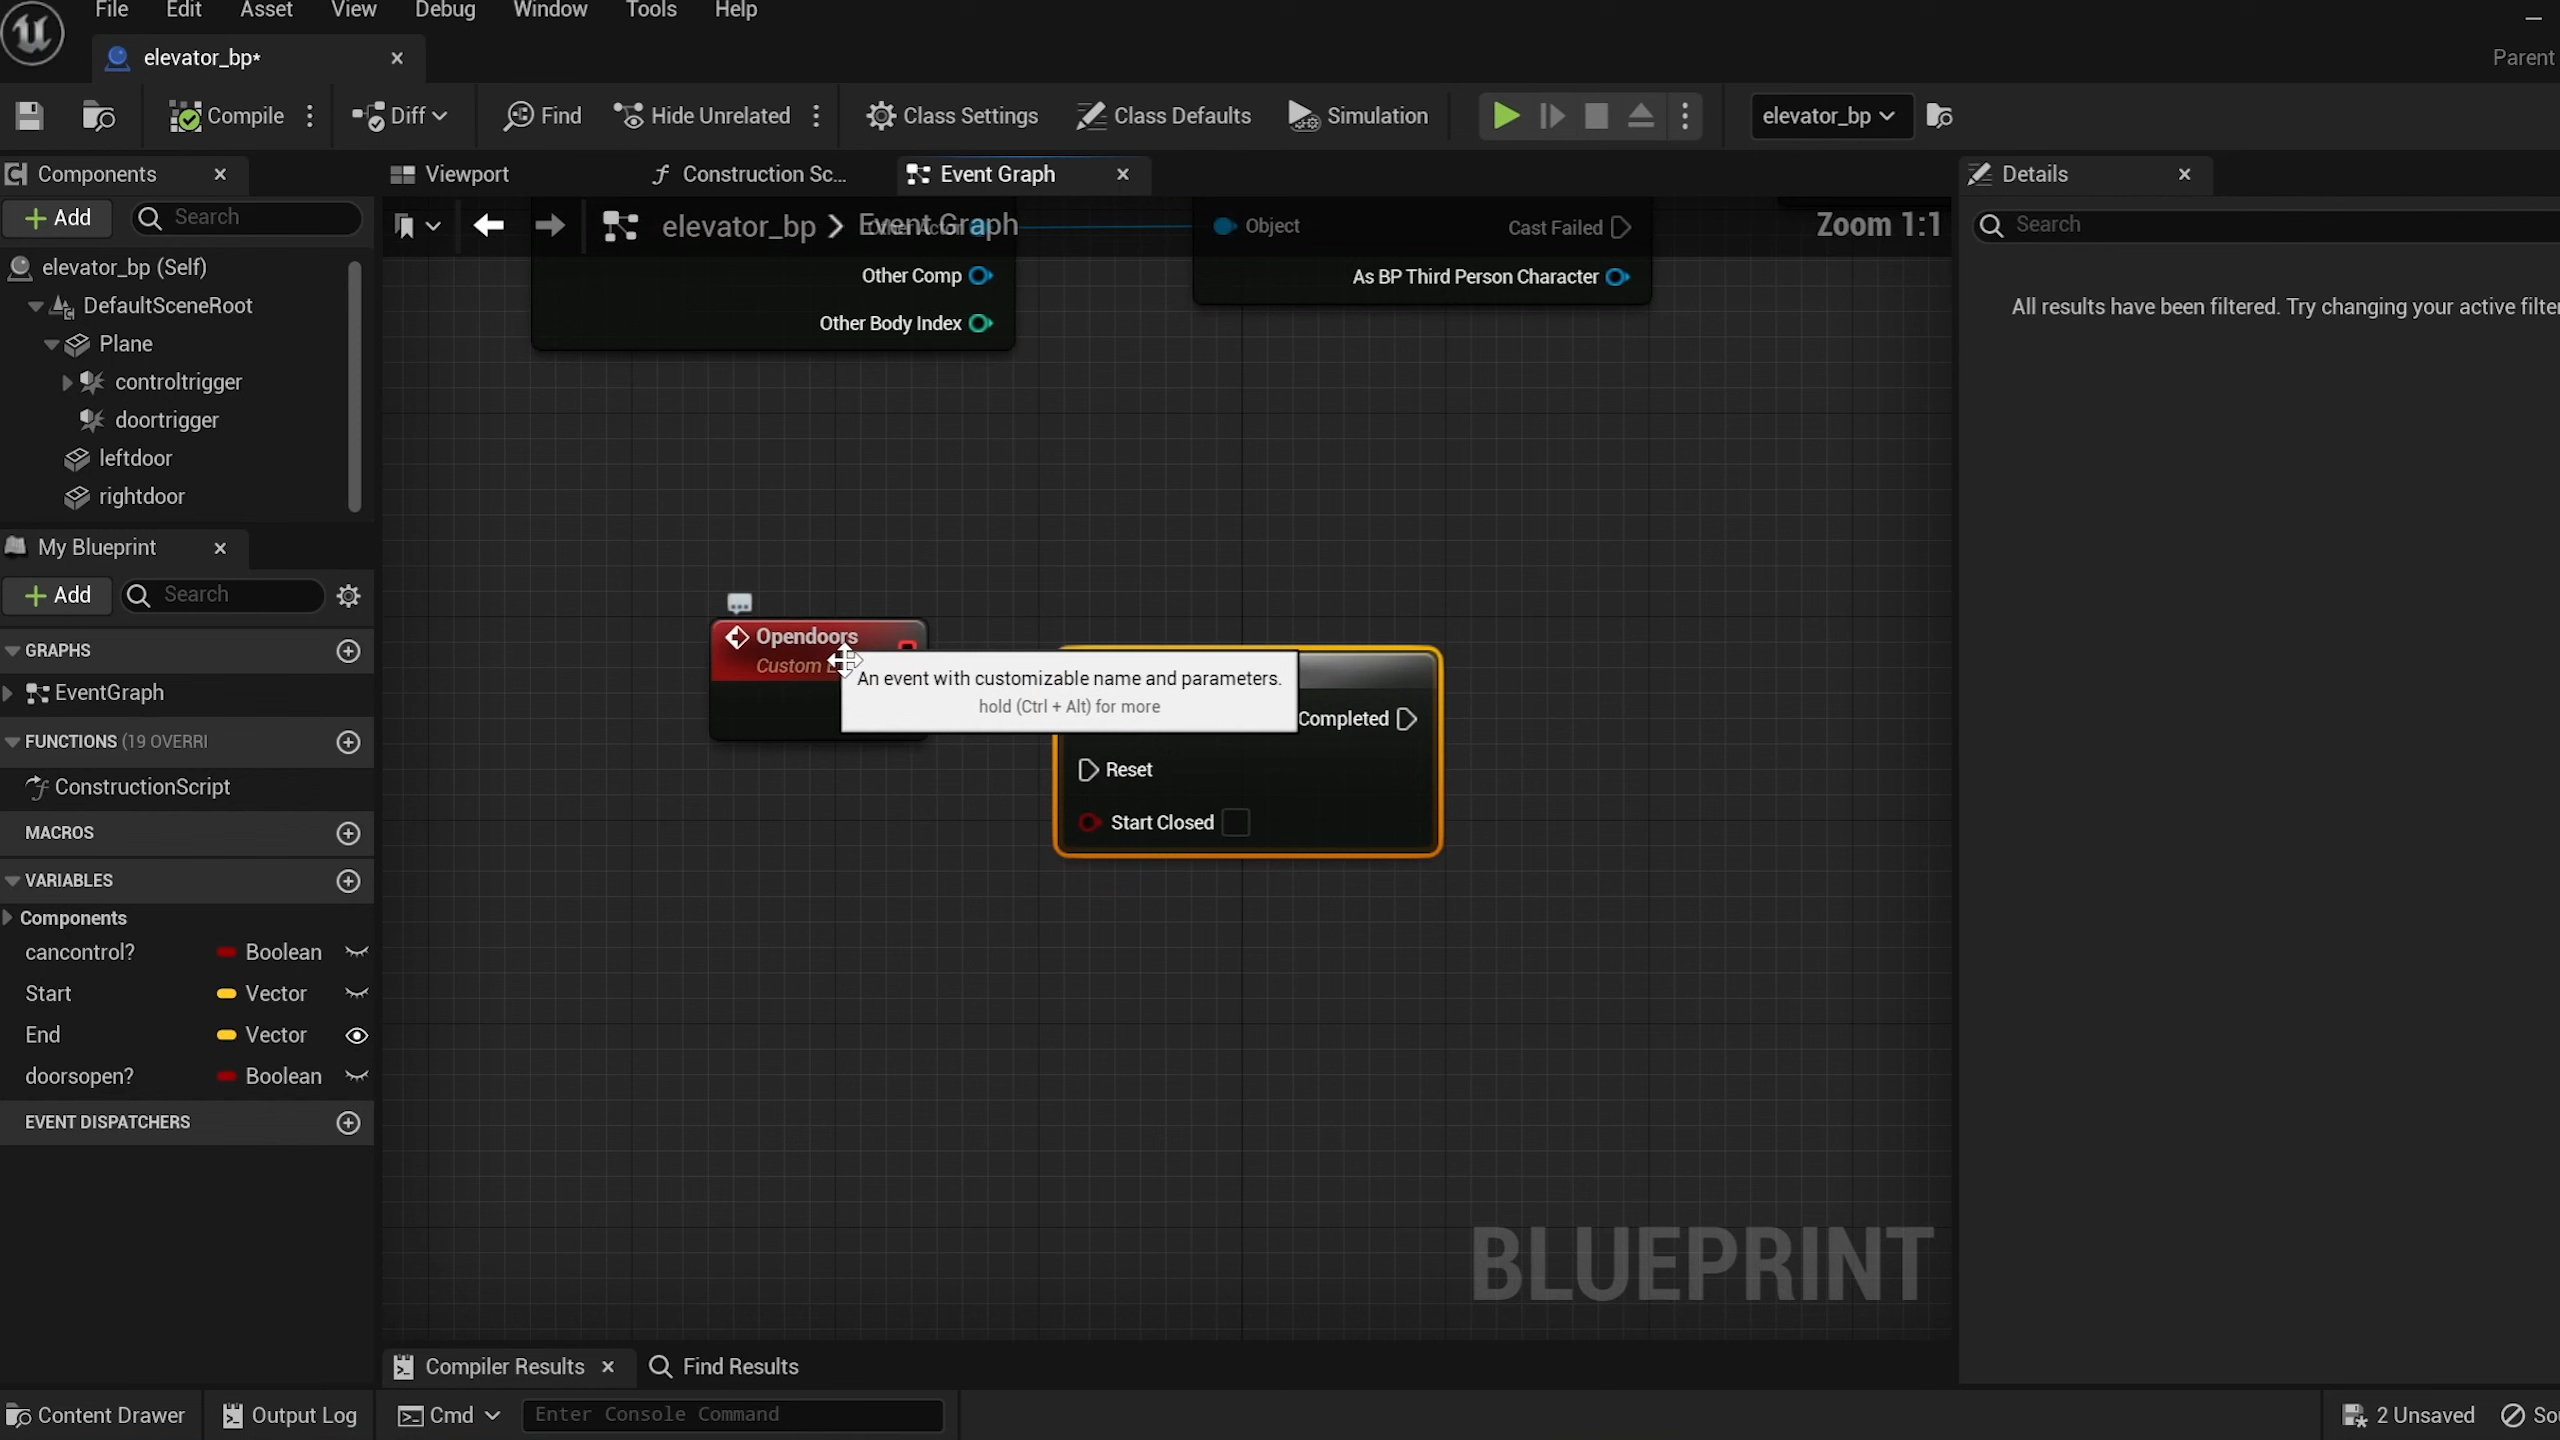 File Edit Asset View Debug Window Tools Help
elevator_bp*
Parent
Compile
Diff
Find
Hide Unrelated
Class Settings
Class Defaults
Simulation
elevator_bp
Components
Viewport
Construction Sc...
Event Graph
Details
Add
Search
elevator_bp
Event Graph
Object
Cast Failed
Zoom 1:1
Search
elevator_bp (Self)
Other Comp
As BP Third Person Character
DefaultSceneRoot
All results have been filtered. Try changing your active filte
Other Body Index
Plane
controltrigger
doortrigger
leftdoor
rightdoor
My Blueprint
Add
Search
Opendoors
Custom
An event with customizable name and parameters.
hold (Ctrl + Alt) for more
Completed
Reset
Start Closed
GRAPHS
EventGraph
FUNCTIONS (19 OVERRI
ConstructionScript
MACROS
VARIABLES
Components
cancontrol? Boolean
Start Vector
End Vector
doorsopen? Boolean
EVENT DISPATCHERS
BLUEPRINT
Compiler Results
Find Results
Content Drawer
Output Log
Cmd
Enter Console Command
2 Unsaved
So